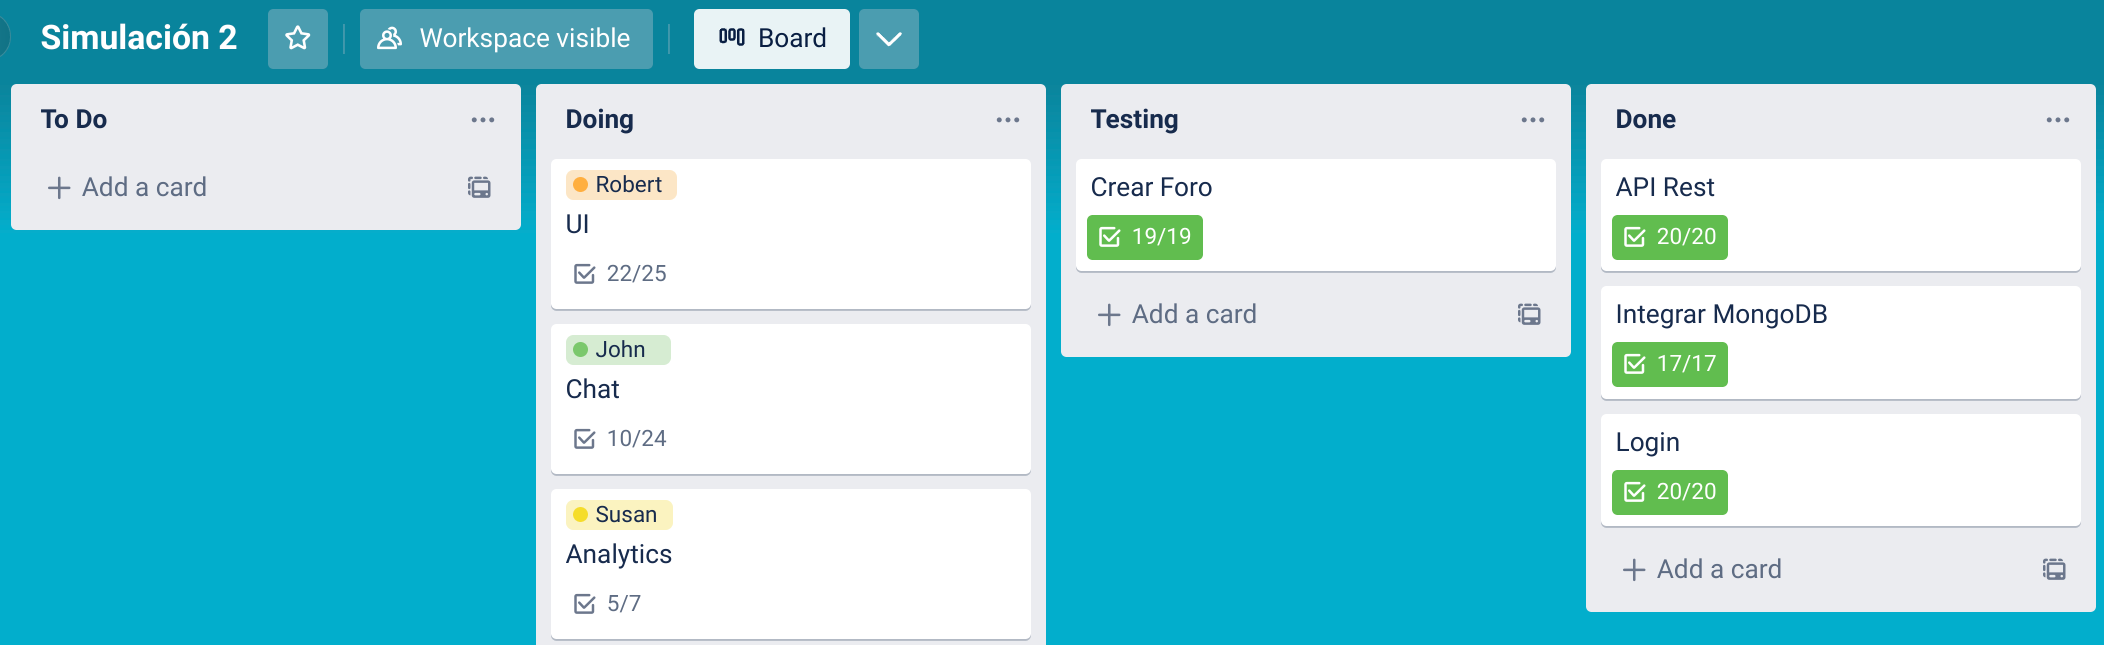 Simulación 2
Workspace visible
Board
To Do
Add a card
Doing
Robert
UI
22/25
John
Chat
10/24
Susan
Analytics
5/7
Testing
Crear Foro
19/19
Add a card
Done
API Rest
20/20
Integrar MongoDB
17/17
Login
20/20
Add a card